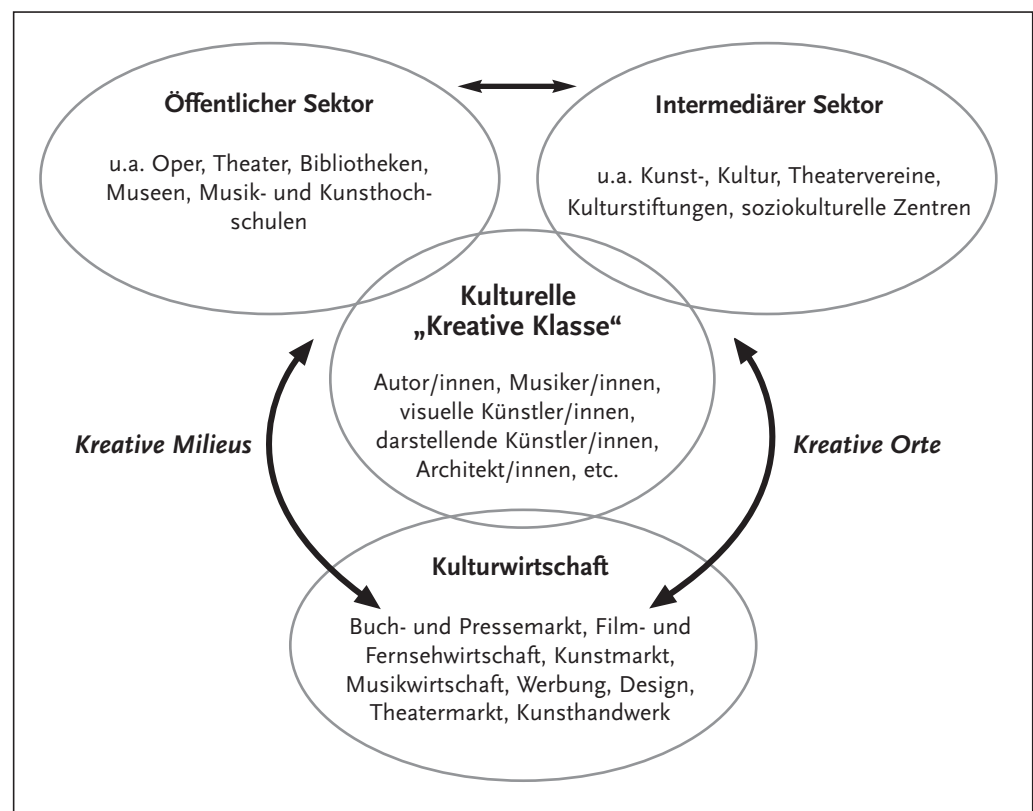 Öffentlicher Sektor
u.a. Oper, Theater, Bibliotheken,
Museen, Musik- und Kunsthoch-
schulen
Intermediärer Sektor
u.a. Kunst-, Kultur, Theatervereine,
Kulturstiftungen, soziokulturelle Zentren
Kulturelle
„Kreative Klasse“
Autor/innen, Musiker/innen,
visuelle Künstler/innen,
darstellende Künstler/innen,
Architekt/innen, etc.
Kreative Milieus
Kreative Orte
Kulturwirtschaft
Buch- und Pressemarkt, Film- und
Fernsehwirtschaft, Kunstmarkt,
Musikwirtschaft, Werbung, Design,
Theatermarkt, Kunsthandwerk